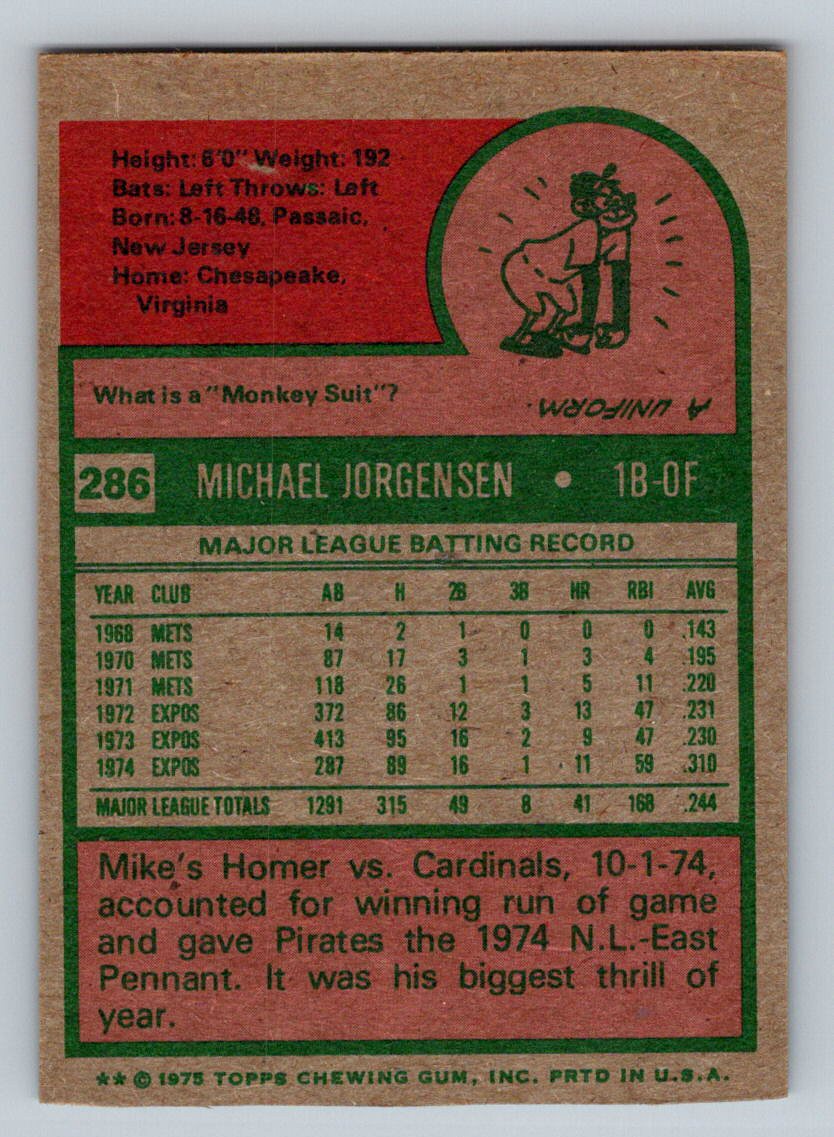 Height: 6'0" Weight: 192
Bats: Left Throws: Left
Born: 8-16-48, Passaic,
New Jersey
Home: Chesapeake,
Virginia
What is a "Monkey Suit"?
A UNIFORM.
286 MICHAEL JORGENSEN • 1B-OF
MAJOR LEAGUE BATTING RECORD
YEAR CLUB AB H 2B 3B HR RBI AVG
1968 METS 14 2 1 0 0 0 .143
1970 METS 87 17 3 1 3 4 .195
1971 METS 118 26 1 1 5 11 .220
1972 EXPOS 372 86 12 3 13 47 .231
1973 EXPOS 413 95 16 2 9 47 .230
1974 EXPOS 287 89 16 1 11 59 .310
MAJOR LEAGUE TOTALS 1291 315 49 8 41 168 .244
Mike's Homer vs. Cardinals, 10-1-74,
accounted for winning run of game
and gave Pirates the 1974 N.L.-East
Pennant. It was his biggest thrill of
year.
** © 1975 TOPPS CHEWING GUM, INC. PRTD IN U.S.A.